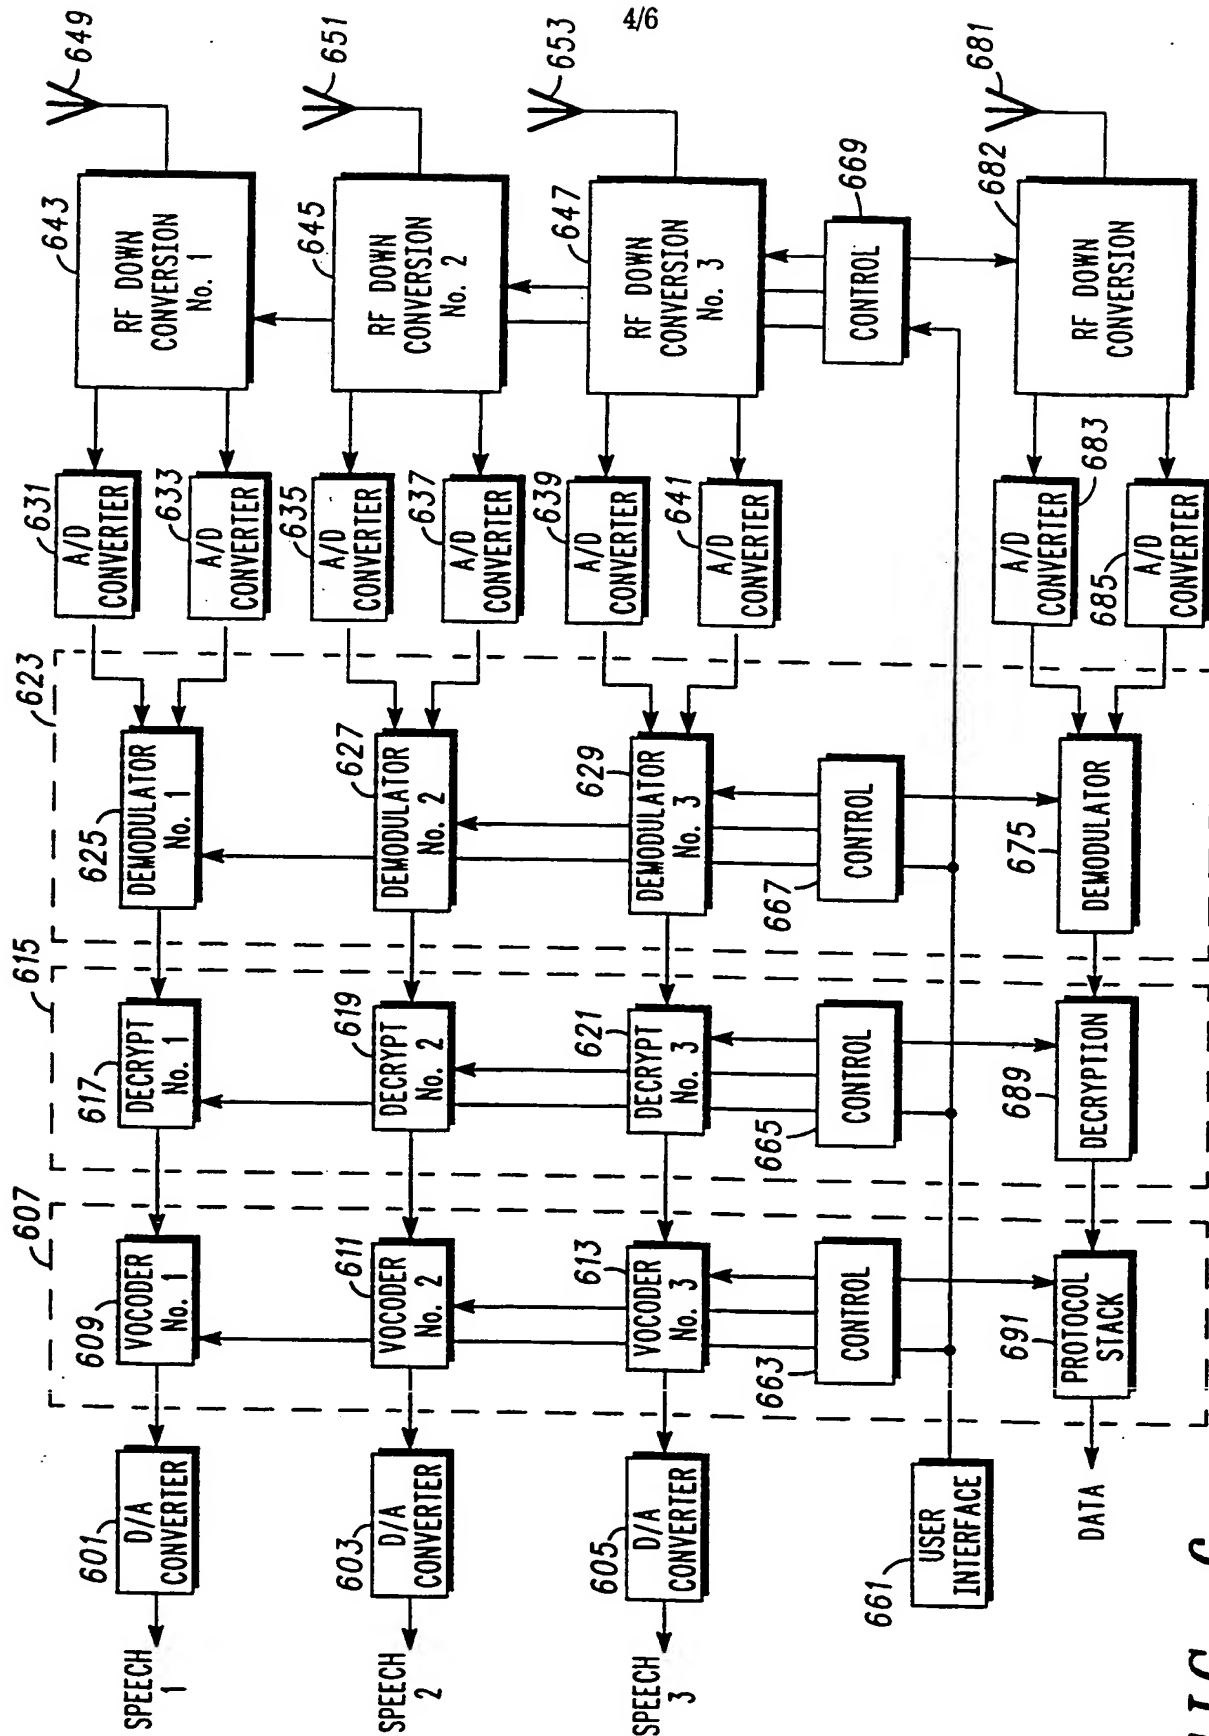 4/6
649
651
653
681
643
RF DOWN
CONVERSION
No. 1
645
RF DOWN
CONVERSION
No. 2
647
RF DOWN
CONVERSION
No. 3
669
CONTROL
682
RF DOWN
CONVERSION
631
A/D
CONVERTER
633
A/D
CONVERTER
635
A/D
CONVERTER
637
A/D
CONVERTER
639
A/D
CONVERTER
641
A/D
CONVERTER
683
A/D
CONVERTER
685
A/D
CONVERTER
623
625
DEMODULATOR
No. 1
627
DEMODULATOR
No. 2
629
DEMODULATOR
No. 3
667
CONTROL
675
DEMODULATOR
615
617
DECRYPT
No. 1
619
DECRYPT
No. 2
621
DECRYPT
No. 3
665
CONTROL
689
DECRYPTION
607
609
VOCODER
No. 1
611
VOCODER
No. 2
613
VOCODER
No. 3
663
CONTROL
691
PROTOCOL
STACK
601
D/A
CONVERTER
603
D/A
CONVERTER
605
D/A
CONVERTER
661
USER
INTERFACE
DATA
SPEECH
1
SPEECH
2
SPEECH
3